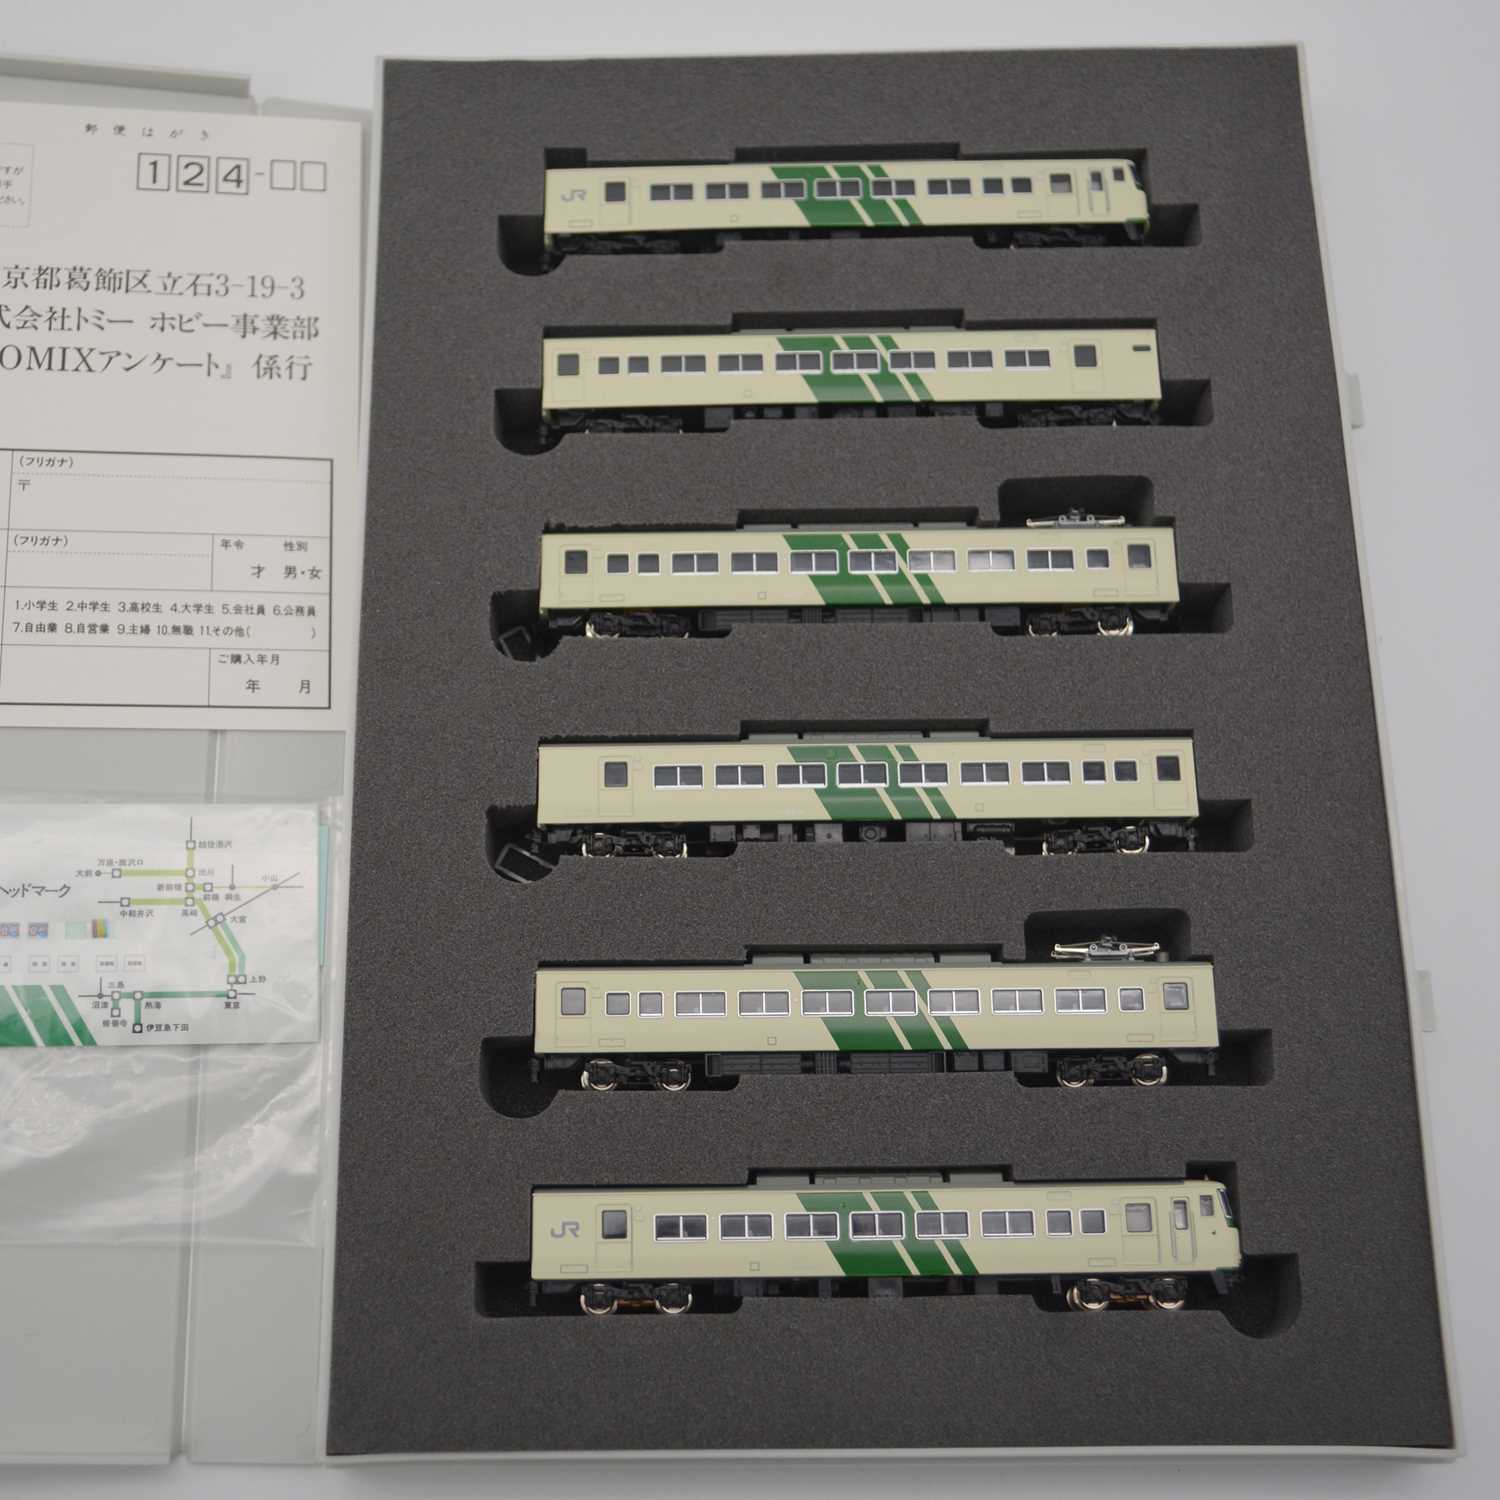 郵便はがき
124-
京都葛飾区立石3-19-3
式会社トミー ホビー事業部
OMIXアンケート』係行
(フリガナ)
〒
(フリガナ)
年令 性別
才 男・女
1.小学生 2.中学生 3.高校生 4.大学生 5.会社員 6.公務員
7.自由業 8.自営業 9.主婦 10.無職 11.その他( )
ご購入年月
年 月
ヘッドマーク
越後湯沢
万座・鹿沢口
大前
渋川
小山
新前橋
前橋
桐生
中軽井沢
高崎
大宮
上野
三島
沼津
熱海
東京
修善寺
伊豆急下田
JR
JR